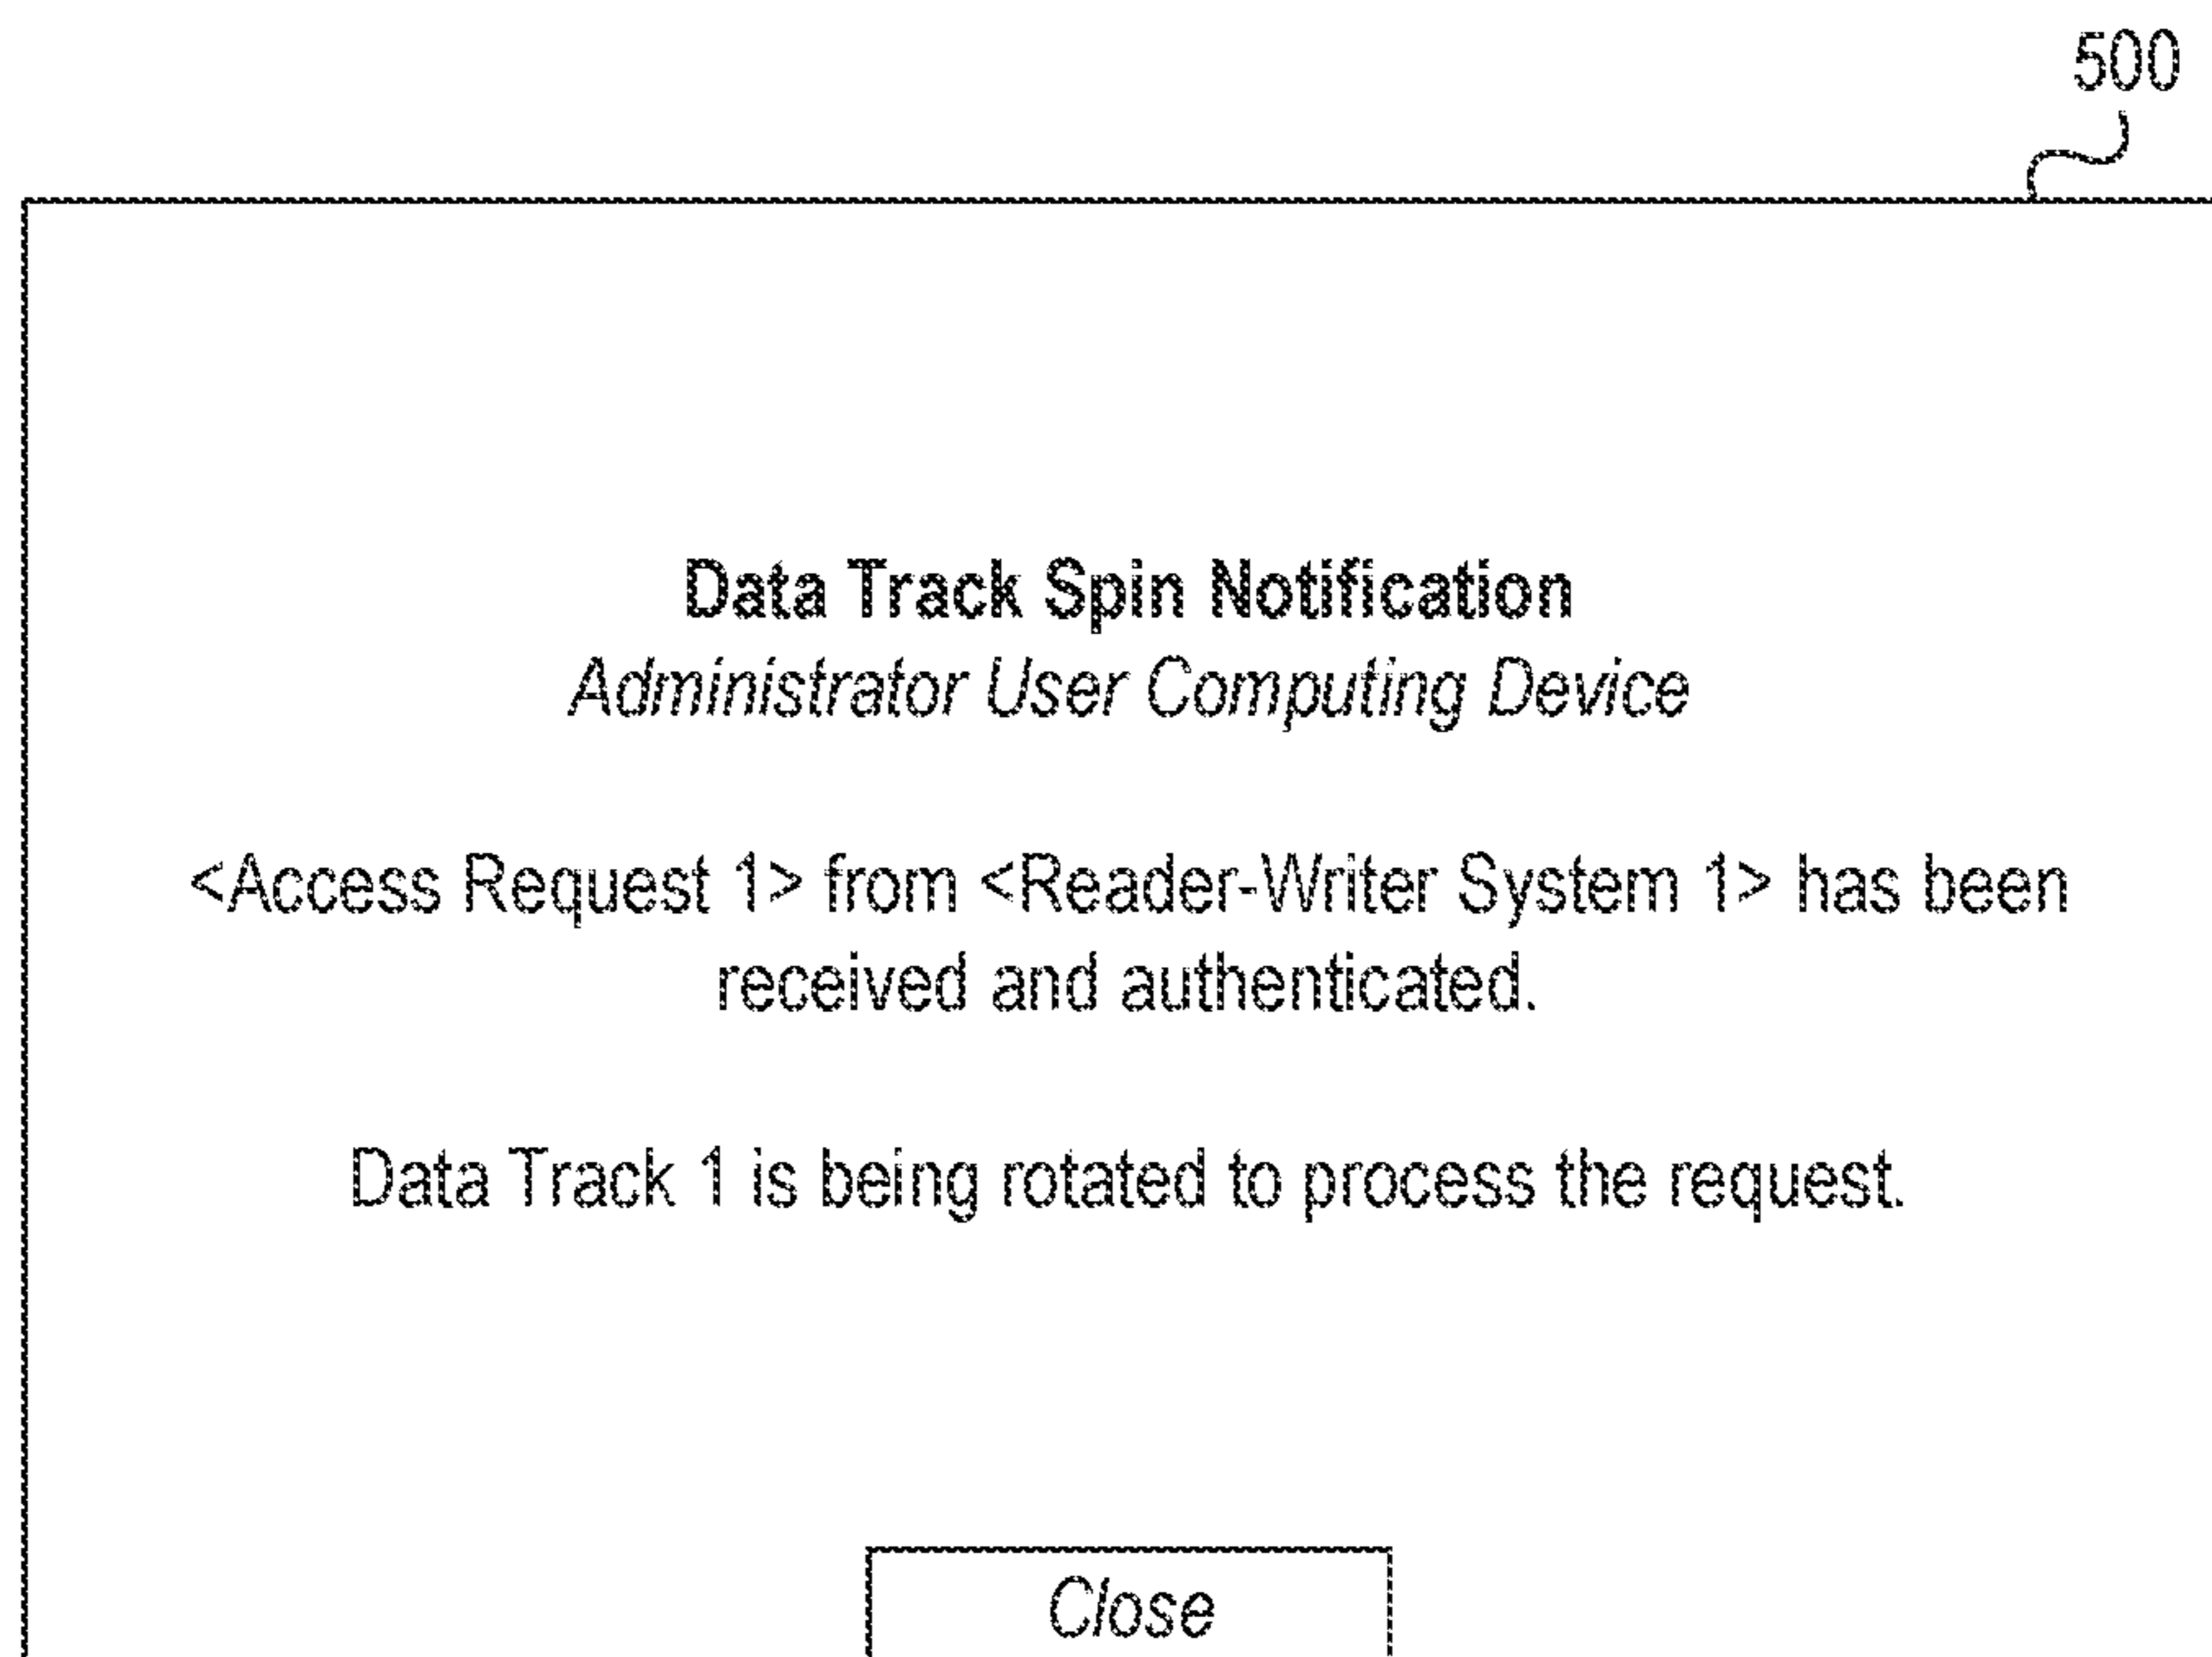 500
Data Track Spin Notification
Administrator User Computing Device
<Access Request 1> from <Reader-Writer System 1> has been
received and authenticated.
Data Track 1 is being rotated to process the request.
Close